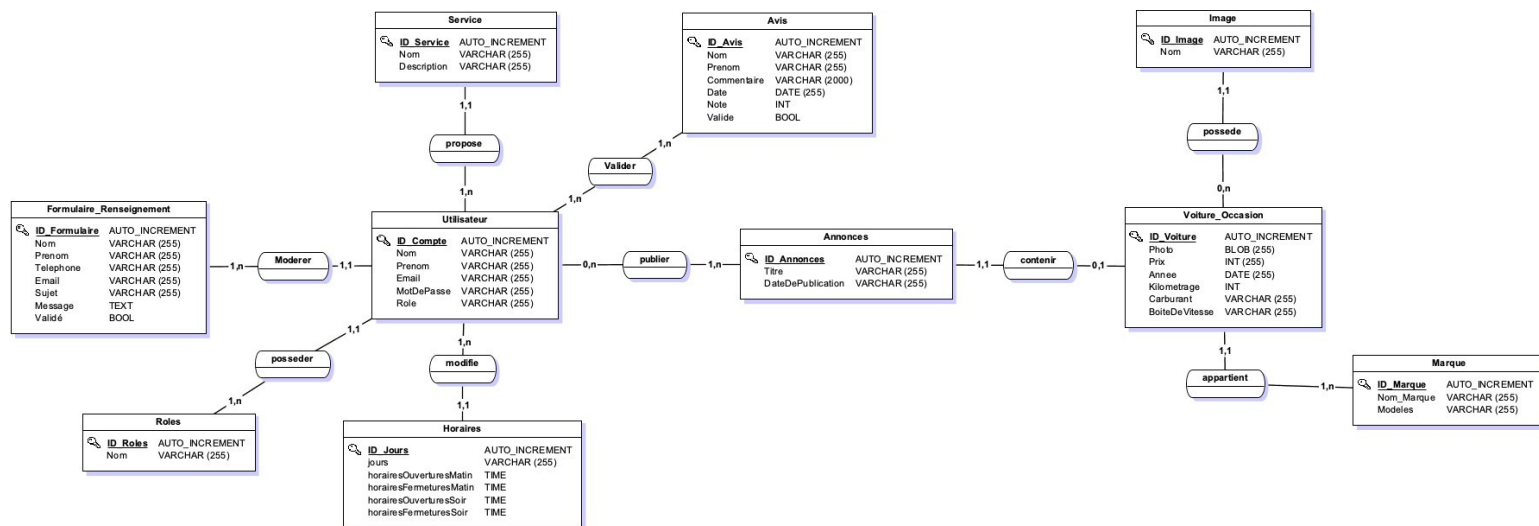 Service
ID_Service AUTO_INCREMENT
Nom VARCHAR (255)
Description VARCHAR (255)
1,1
propose
1,n
Avis
ID_Avis AUTO_INCREMENT
Nom VARCHAR (255)
Prenom VARCHAR (255)
Commentaire VARCHAR (2000)
Date DATE (255)
Note INT
Valide BOOL
1,n
Valider
1,n
Image
ID_Image AUTO_INCREMENT
Nom VARCHAR (255)
1,1
possede
0,n
Formulaire_Renseignement
ID_Formulaire AUTO_INCREMENT
Nom VARCHAR (255)
Prenom VARCHAR (255)
Telephone VARCHAR (255)
Email VARCHAR (255)
Sujet VARCHAR (255)
Message TEXT
Validé BOOL
1,n
Moderer
1,1
Utilisateur
ID_Compte AUTO_INCREMENT
Nom VARCHAR (255)
Prenom VARCHAR (255)
Email VARCHAR (255)
MotDePasse VARCHAR (255)
Role VARCHAR (255)
0,n
publier
1,n
Annonces
ID_Annonces AUTO_INCREMENT
Titre VARCHAR (255)
DateDePublication VARCHAR (255)
1,1
contenir
0,1
Voiture_Occasion
ID_Voiture AUTO_INCREMENT
Photo BLOB (255)
Prix INT (255)
Annee DATE (255)
Kilometrage INT
Carburant VARCHAR (255)
BoiteDeVitesse VARCHAR (255)
1,1
posseder
1,n
Roles
ID_Roles AUTO_INCREMENT
Nom VARCHAR (255)
1,n
modifie
1,1
Horaires
ID_Jours AUTO_INCREMENT
jours VARCHAR (255)
horairesOuverturesMatin TIME
horairesFermeturesMatin TIME
horairesOuverturesSoir TIME
horairesFermeturesSoir TIME
1,1
appartient
1,n
Marque
ID_Marque AUTO_INCREMENT
Nom_Marque VARCHAR (255)
Modeles VARCHAR (255)